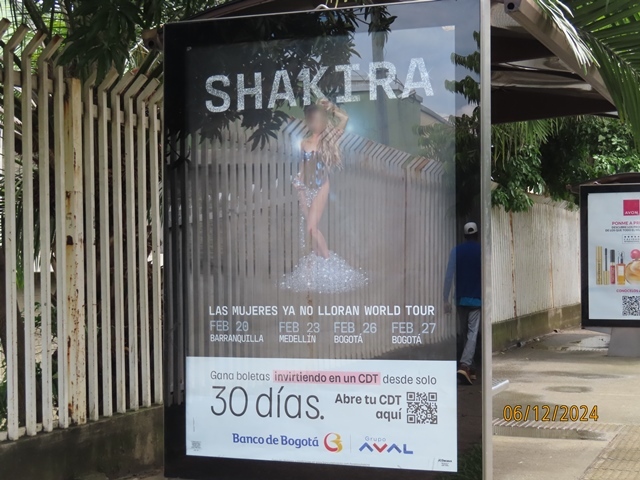 SHAKIRA
LAS MUJERES YA NO LLORAN WORLD TOUR
FEB 20 FEB 23 FEB 26 FEB 27
BARRANQUILLA MEDELLÍN BOGOTÁ BOGOTÁ
Gana boletas invirtiendo en un CDT desde solo
30 días.
Abre tu CDT
aquí
Banco de Bogotá
Grupo
AVAL
AVON
06/12/2024